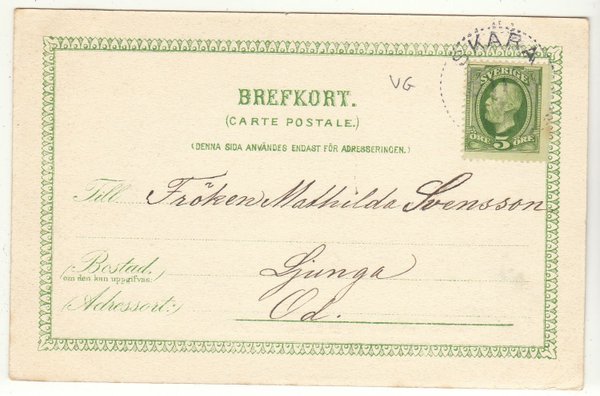 SKARA
SVERIGE
ÖRE 5 ÖRE
VG
BREFKORT.
(CARTE POSTALE.)
(DENNA SIDA ANVÄNDES ENDAST FÖR ADRESSERINGEN.)
Till Fröken Mathilda Svensson
(Bostad, Ljunga
om den kan uppgifvas.)
(Adressort:) Od.